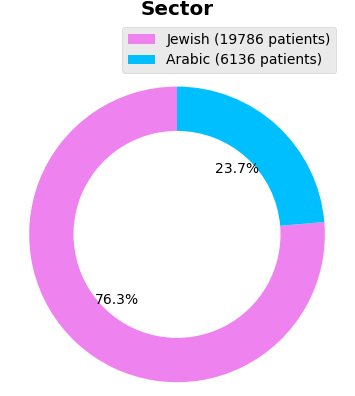 Sector
Jewish (19786 patients)
Arabic (6136 patients)
23.7%
76.3%